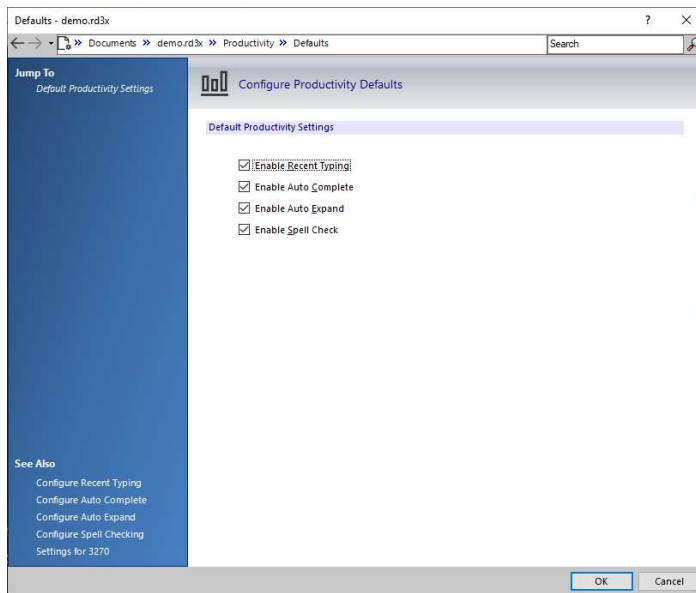 Defaults - demo.rd3x
? X
» Documents » demo.rd3x » Productivity » Defaults
Search
Jump To
Default Productivity Settings
Configure Productivity Defaults
Default Productivity Settings
Enable Recent Typing
Enable Auto Complete
Enable Auto Expand
Enable Spell Check
See Also
Configure Recent Typing
Configure Auto Complete
Configure Auto Expand
Configure Spell Checking
Settings for 3270
OK Cancel